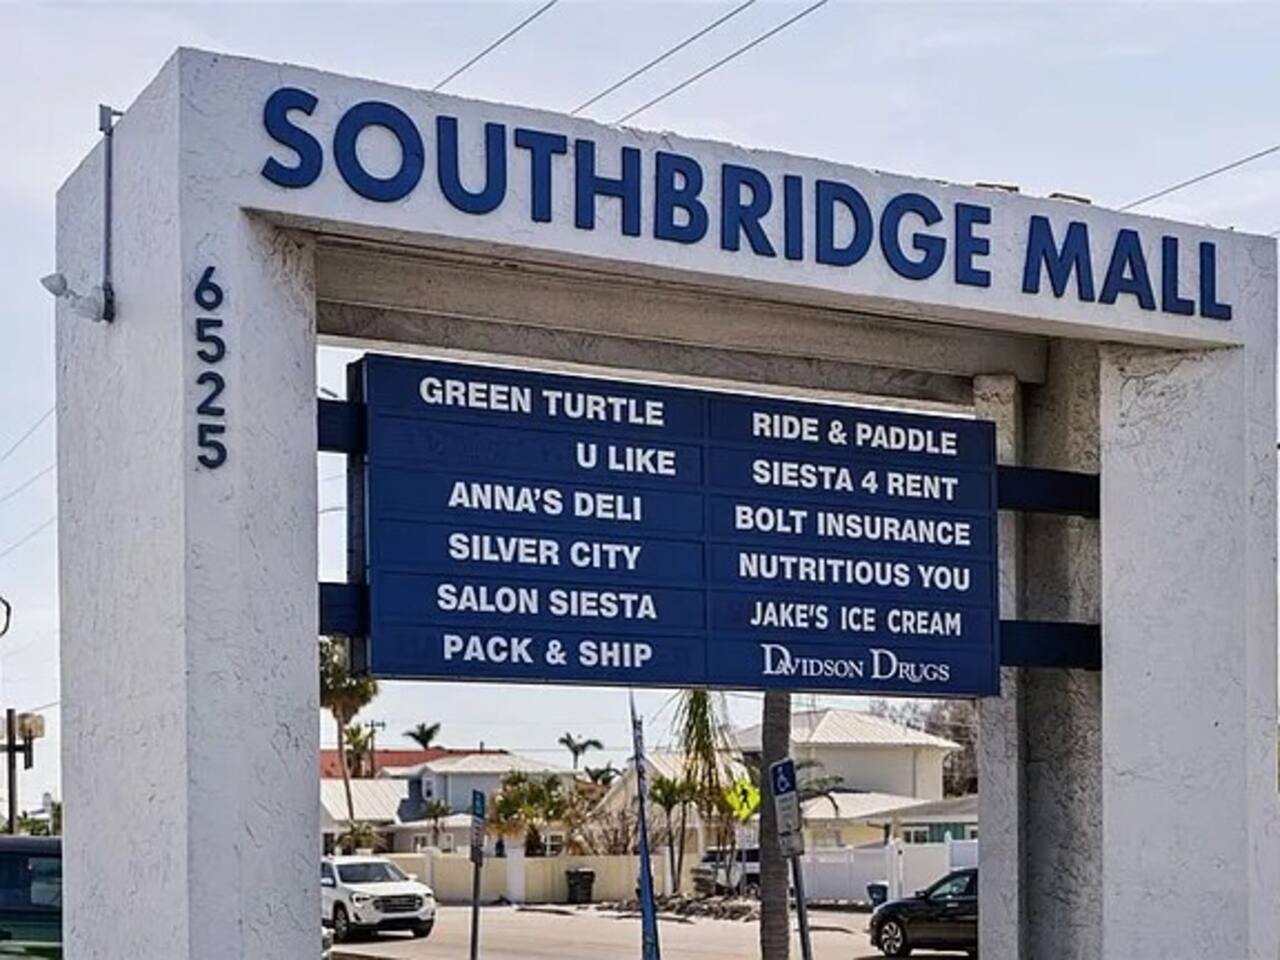 SOUTHBRIDGE MALL
6525
GREEN TURTLE
U LIKE
ANNA'S DELI
SILVER CITY
SALON SIESTA
PACK & SHIP
RIDE & PADDLE
SIESTA 4 RENT
BOLT INSURANCE
NUTRITIOUS YOU
JAKE'S ICE CREAM
DAVIDSON DRUGS